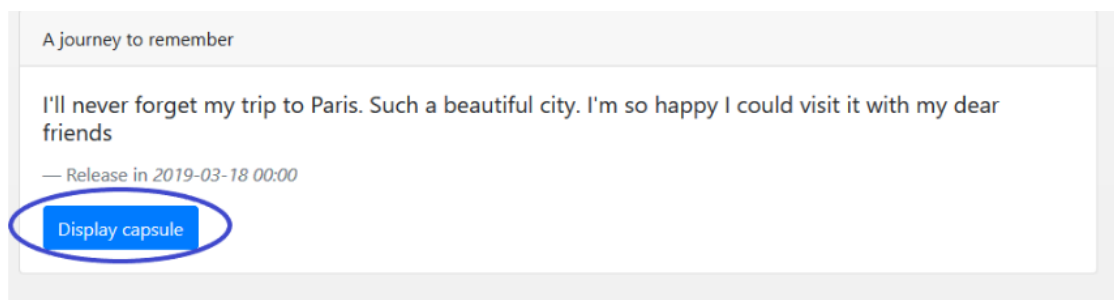 A journey to remember
I'll never forget my trip to Paris. Such a beautiful city. I'm so happy I could visit it with my dear
friends
— Release in 2019-03-18 00:00
Display capsule